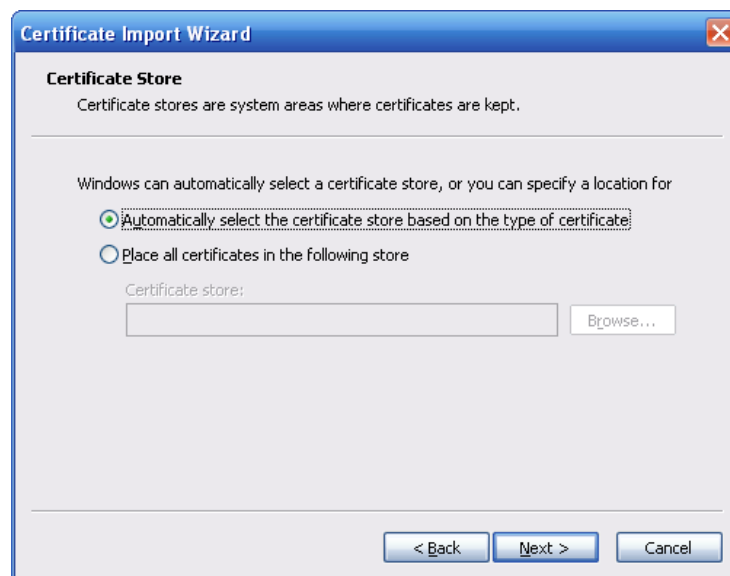 Certificate Import Wizard
Certificate Store
Certificate stores are system areas where certificates are kept.
Windows can automatically select a certificate store, or you can specify a location for
Automatically select the certificate store based on the type of certificate
Place all certificates in the following store
Certificate store:
Browse...
< Back Next > Cancel